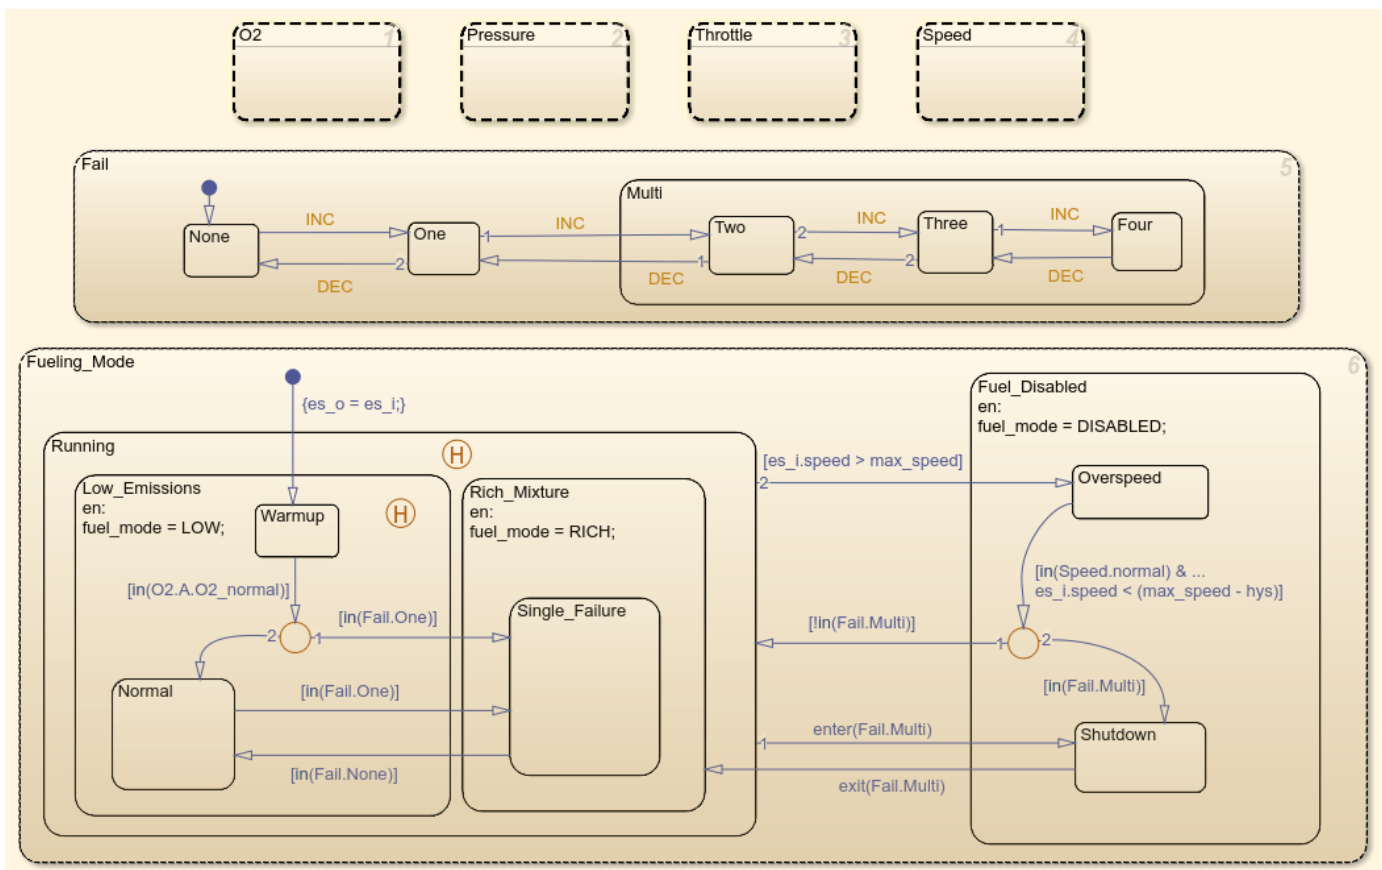 O2
1
Pressure
2
Throttle
3
Speed
4
Fail
5
None
INC
DEC
2
One
1
INC
DEC
Multi
Two
2
1
INC
DEC
Three
1
2
INC
DEC
Four
Fueling_Mode
6
{es_o = es_i;}
Running
H
Low_Emissions
en:
fuel_mode = LOW;
H
Warmup
[in(O2.A.O2_normal)]
2
1
[in(Fail.One)]
Normal
[in(Fail.One)]
[in(Fail.None)]
Rich_Mixture
en:
fuel_mode = RICH;
Single_Failure
[es_i.speed > max_speed]
2
[!in(Fail.Multi)]
1
enter(Fail.Multi)
exit(Fail.Multi)
Fuel_Disabled
en:
fuel_mode = DISABLED;
Overspeed
[in(Speed.normal) & ...
es_i.speed < (max_speed - hys)]
1
2
[in(Fail.Multi)]
Shutdown